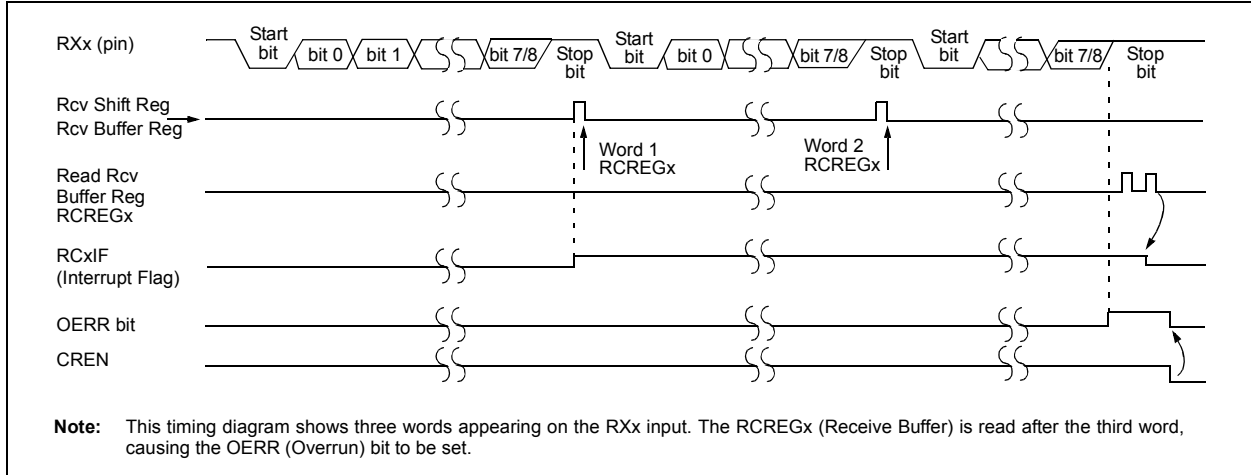 RXx (pin)
Start bit
bit 0
bit 1
bit 7/8
Stop bit
Start bit
bit 0
bit 7/8
Stop bit
Start bit
bit 7/8
Stop bit
Rcv Shift Reg
Rcv Buffer Reg
Word 1
RCREGx
Word 2
RCREGx
Read Rcv
Buffer Reg
RCREGx
RCxIF
(Interrupt Flag)
OERR bit
CREN
Note: This timing diagram shows three words appearing on the RXx input. The RCREGx (Receive Buffer) is read after the third word,
causing the OERR (Overrun) bit to be set.